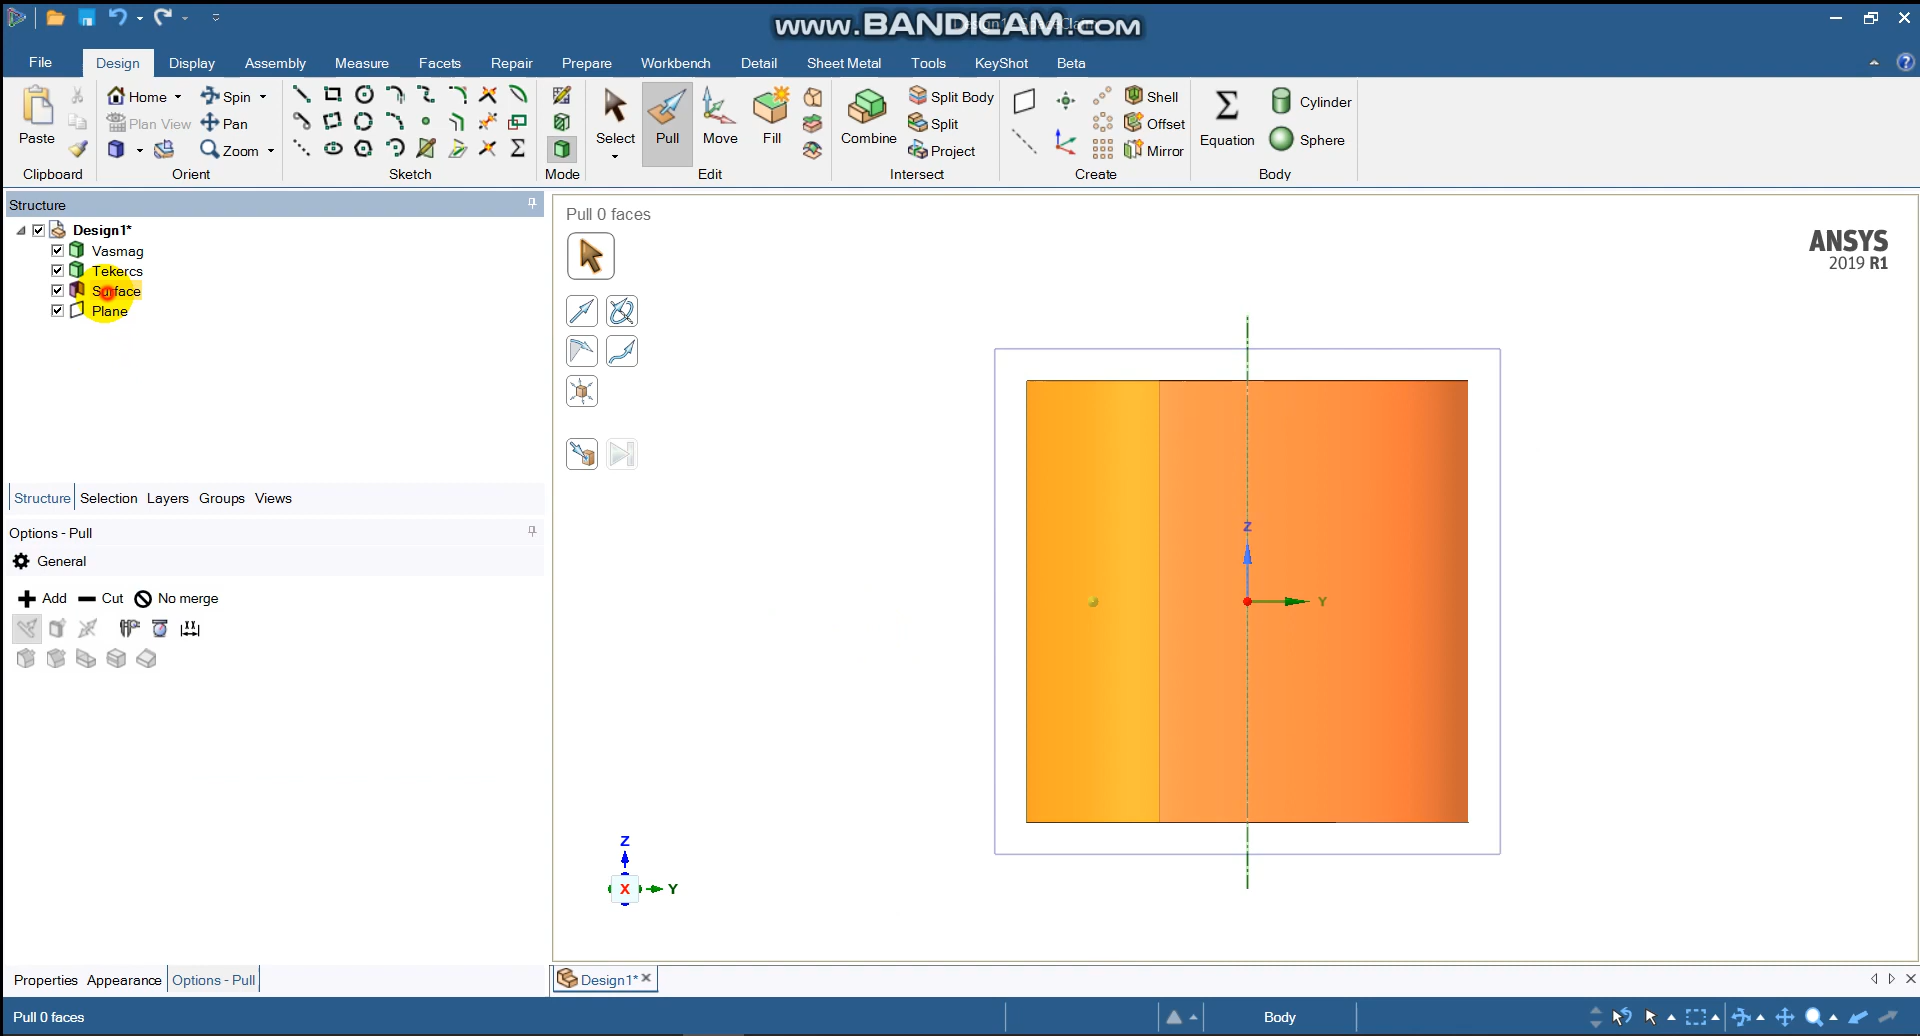 www.BANDICAM.com
File Design Display Assembly Measure Facets Repair Prepare Workbench Detail Sheet Metal Tools KeyShot Beta
Paste
Home Spin
Plan View Pan
Zoom
Select Pull Move Fill
Combine
Split Body
Split
Project
Shell
Offset
Mirror
Equation
Cylinder
Sphere
Clipboard Orient Sketch Mode Edit Intersect Create Body
Structure
Design1*
Vasmag
Tekercs
Surface
Plane
Structure Selection Layers Groups Views
Options - Pull
General
Add Cut No merge
Properties Appearance Options - Pull
Pull 0 faces
ANSYS
2019 R1
Z
Y
Z
X Y
Design1*
Pull 0 faces
Body